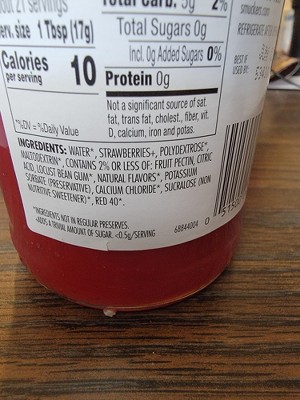 out 21 servings
erv. size 1 Tbsp (17g)
Calories
per serving
10
Total Carb. 5g 2%
Total Sugars 0g
Incl. 0g Added Sugars 0%
Protein 0g
Not a significant source of sat.
fat, trans fat, cholest., fiber, vit.
D, calcium, iron and potas.
*%DV = %Daily Value
INGREDIENTS: WATER*, STRAWBERRIES+, POLYDEXTROSE*,
MALTODEXTRIN*, CONTAINS 2% OR LESS OF: FRUIT PECTIN, CITRIC
ACID, LOCUST BEAN GUM*, NATURAL FLAVORS*, POTASSIUM
SORBATE (PRESERVATIVE), CALCIUM CHLORIDE*, SUCRALOSE (NON
NUTRITIVE SWEETENER)*, RED 40*.
*INGREDIENTS NOT IN REGULAR PRESERVES.
+ADDS A TRIVIAL AMOUNT OF SUGAR. <0.5g/SERVING
68844004
0
smuckers.com
REFRIGERATE AFTER
BEST IF
USED BY: